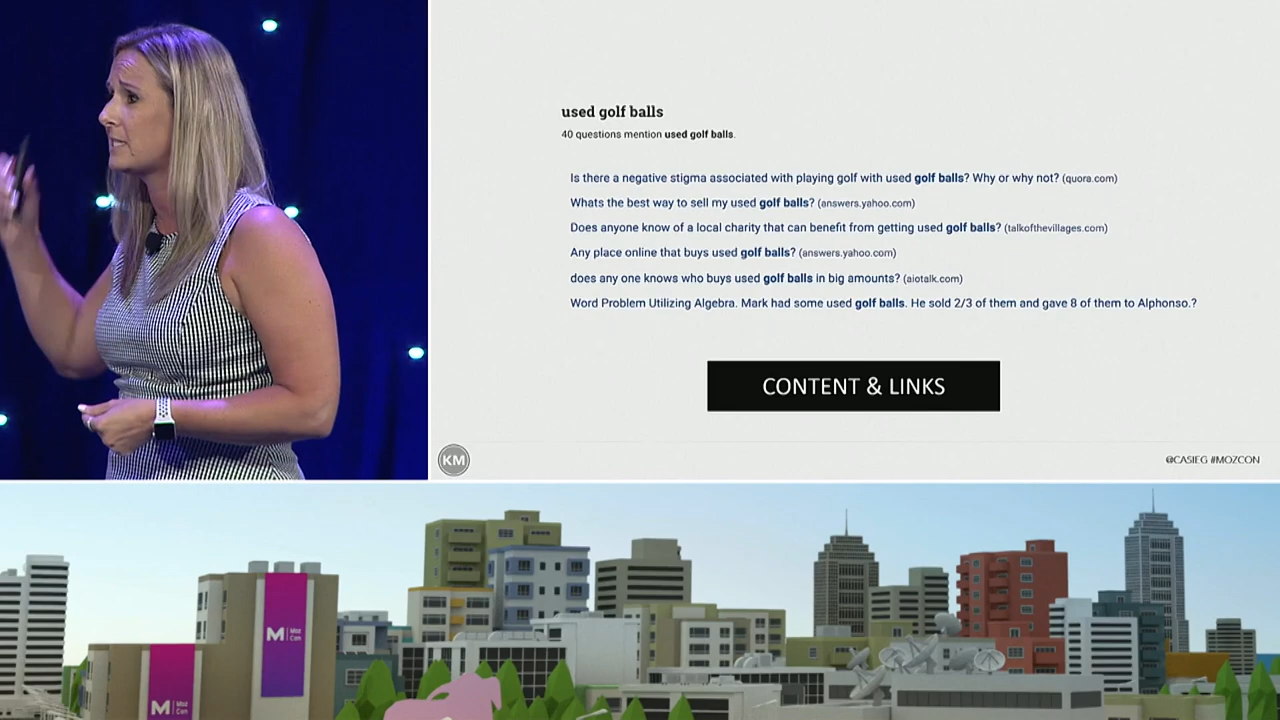 used golf balls
40 questions mention used golf balls.
Is there a negative stigma associated with playing golf with used golf balls? Why or why not? (quora.com)
Whats the best way to sell my used golf balls? (answers.yahoo.com)
Does anyone know of a local charity that can benefit from getting used golf balls? (talkofthevillages.com)
Any place online that buys used golf balls? (answers.yahoo.com)
does any one knows who buys used golf balls in big amounts? (aiotalk.com)
Word Problem Utilizing Algebra. Mark had some used golf balls. He sold 2/3 of them and gave 8 of them to Alphonso.?
CONTENT & LINKS
KM
@CASIEG #MOZCON
M Moz
Con
M Moz
Con